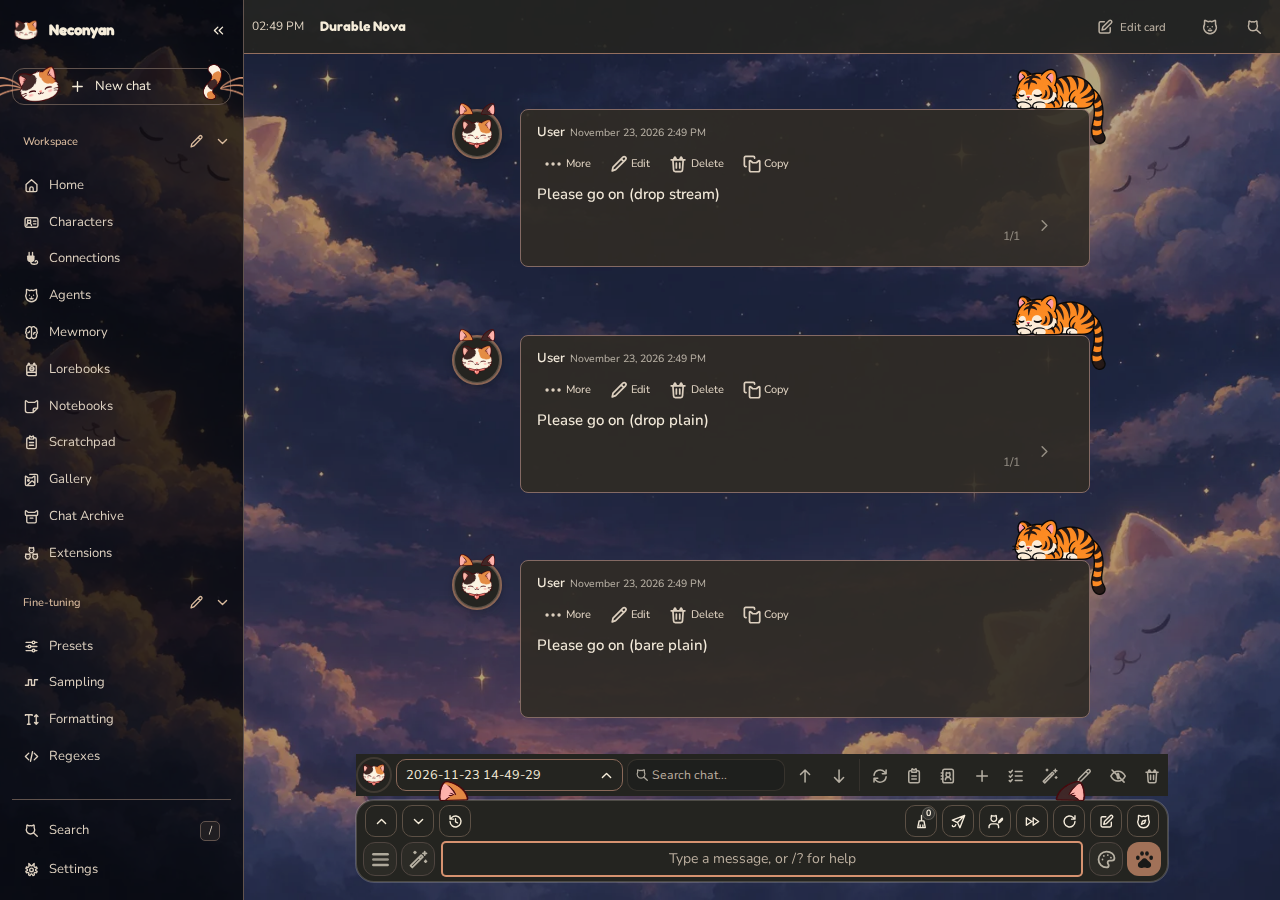 Neconyan
New chat
Workspace
Home
Characters
Connections
Agents
Mewmory
Lorebooks
Notebooks
Scratchpad
Gallery
Chat Archive
Extensions
Fine-tuning
Presets
Sampling
Formatting
Regexes
Search /
Settings
02:49 PM Durable Nova Edit card
User November 23, 2026 2:49 PM
More Edit Delete Copy
Please go on (drop stream)
1/1
User November 23, 2026 2:49 PM
More Edit Delete Copy
Please go on (drop plain)
1/1
User November 23, 2026 2:49 PM
More Edit Delete Copy
Please go on (bare plain)
2026-11-23 14-49-29 Search chat...
0
Type a message, or /? for help